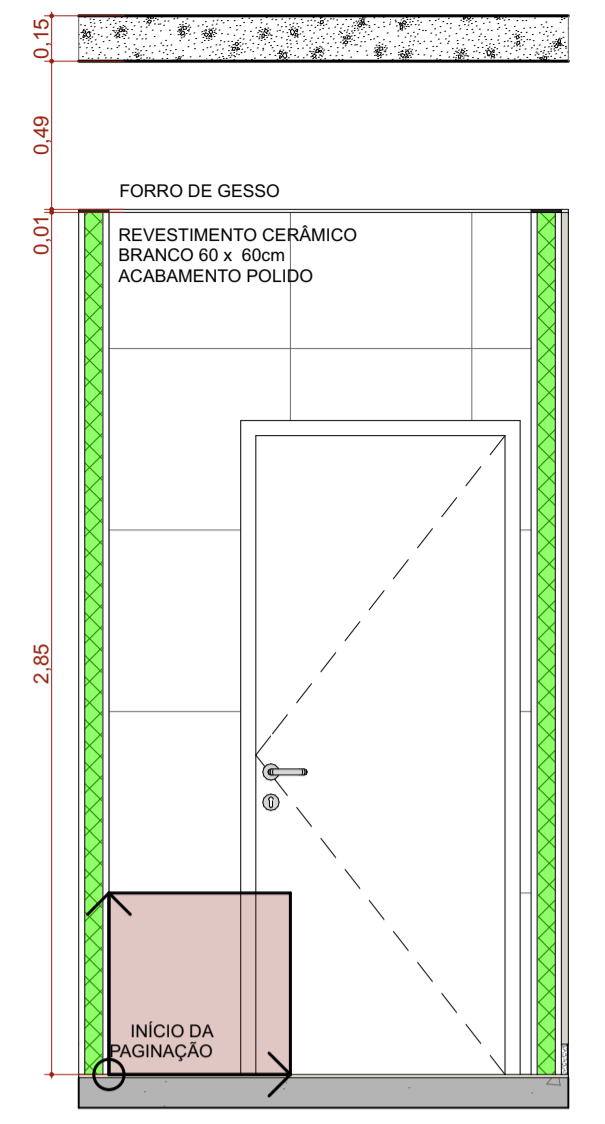 0,15
0,49
FORRO DE GESSO
0,01
REVESTIMENTO CERÂMICO
BRANCO 60 x 60cm
ACABAMENTO POLIDO
2,85
INÍCIO DA
PAGINAÇÃO